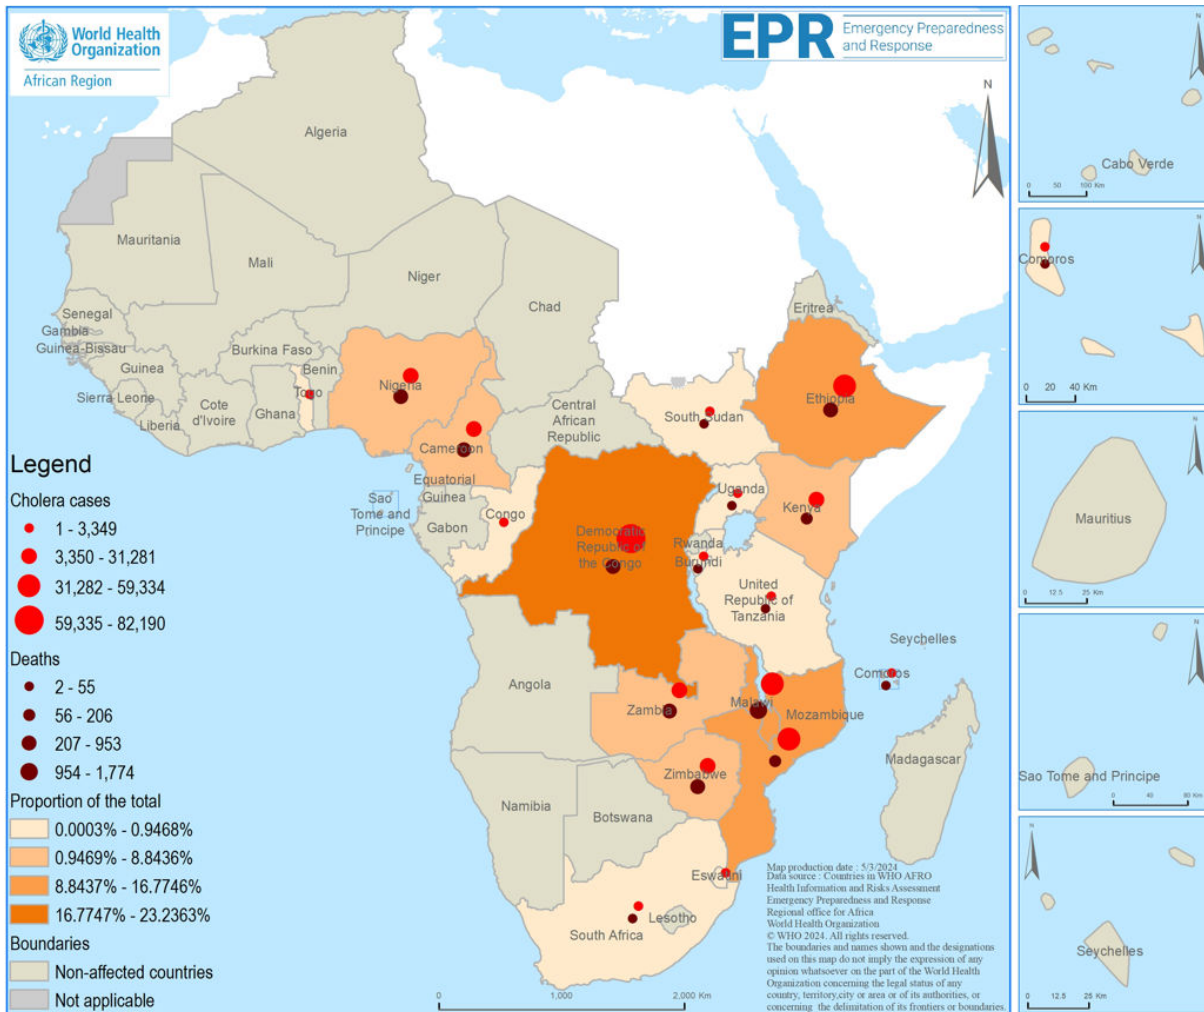 World Health
Organization
African Region
EPR
Emergency Preparedness
and Response
N
Algeria
Mauritania
Mali
Niger
Chad
Eritrea
Senegal
Gambia
Guinea-Bissau
Guinea
Sierra Leone
Liberia
Cote
d'Ivoire
Burkina Faso
Ghana
Togo
Benin
Nigeria
Cameroon
Central
African
Republic
South Sudan
Ethiopia
Equatorial
Guinea
Sao
Tome and
Principe
Gabon
Congo
Democratic
Republic of
the Congo
Uganda
Kenya
Rwanda
Burundi
United
Republic of
Tanzania
Seychelles
Comoros
Angola
Zambia
Malawi
Mozambique
Zimbabwe
Madagascar
Namibia
Botswana
Eswatini
Lesotho
South Africa
Legend
Cholera cases
1 - 3,349
3,350 - 31,281
31,282 - 59,334
59,335 - 82,190
Deaths
2 - 55
56 - 206
207 - 953
954 - 1,774
Proportion of the total
0.0003% - 0.9468%
0.9469% - 8.8436%
8.8437% - 16.7746%
16.7747% - 23.2363%
Boundaries
Non-affected countries
Not applicable
0 1,000 2,000 Km
Map production date : 5/3/2024
Data source : Countries in WHO AFRO
Health Information and Risks Assessment
Emergency Preparedness and Response
Regional office for Africa
World Health Organization
© WHO 2024. All rights reserved.
The boundaries and names shown and the designations
used on this map do not imply the expression of any
opinion whatsoever on the part of the World Health
Organization concerning the legal status of any
country, territory,city or area or of its authorities, or
concerning the delimitation of its frontiers or boundaries.
N
Cabo Verde
0 50 100 Km
N
Comoros
0 20 40 Km
N
Mauritius
0 12.5 25 Km
N
Sao Tome and Principe
0 40 80 Km
N
Seychelles
0 12.5 25 Km